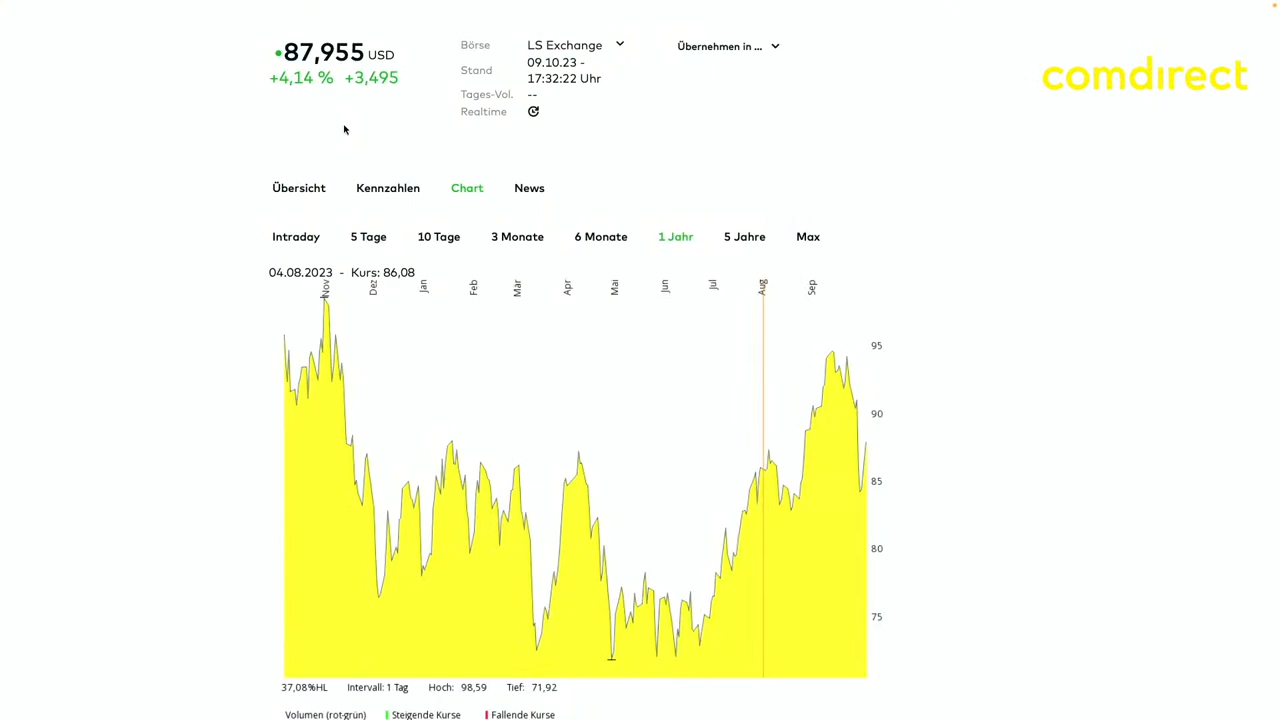 87,955 USD
+4,14 % +3,495
Börse LS Exchange
Stand 09.10.23 -
17:32:22 Uhr
Tages-Vol. --
Realtime
Übernehmen in ...
comdirect
Übersicht Kennzahlen Chart News
Intraday 5 Tage 10 Tage 3 Monate 6 Monate 1 Jahr 5 Jahre Max
04.08.2023 - Kurs: 86,08
Nov Dez Jan Feb Mär Apr Mai Jun Jul Aug Sep
95
90
85
80
75
37,08%HL Intervall: 1 Tag Hoch: 98,59 Tief: 71,92
Volumen (rot-grün) Steigende Kurse Fallende Kurse